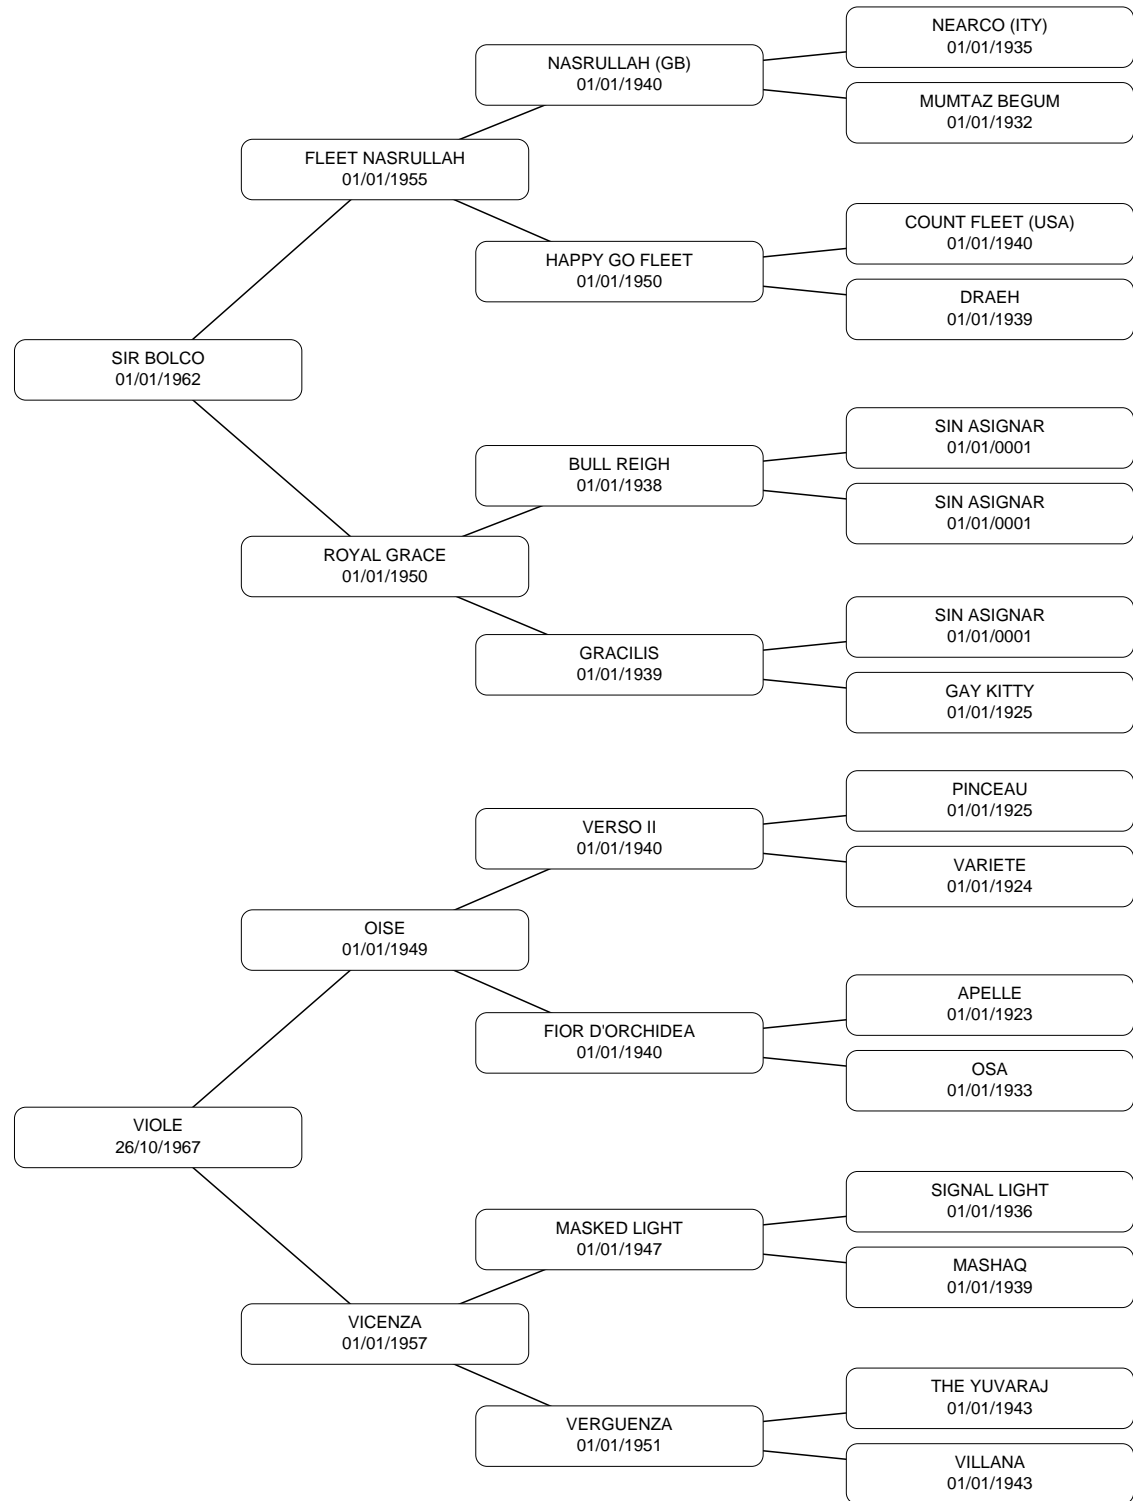 NEARCO (ITY)
01/01/1935
NASRULLAH (GB)
01/01/1940
MUMTAZ BEGUM
01/01/1932
FLEET NASRULLAH
01/01/1955
COUNT FLEET (USA)
01/01/1940
HAPPY GO FLEET
01/01/1950
DRAEH
01/01/1939
SIR BOLCO
01/01/1962
SIN ASIGNAR
01/01/0001
BULL REIGH
01/01/1938
SIN ASIGNAR
01/01/0001
ROYAL GRACE
01/01/1950
SIN ASIGNAR
01/01/0001
GRACILIS
01/01/1939
GAY KITTY
01/01/1925
PINCEAU
01/01/1925
VERSO II
01/01/1940
VARIETE
01/01/1924
OISE
01/01/1949
APELLE
01/01/1923
FIOR D'ORCHIDEA
01/01/1940
OSA
01/01/1933
VIOLE
26/10/1967
SIGNAL LIGHT
01/01/1936
MASKED LIGHT
01/01/1947
MASHAQ
01/01/1939
VICENZA
01/01/1957
THE YUVARAJ
01/01/1943
VERGUENZA
01/01/1951
VILLANA
01/01/1943